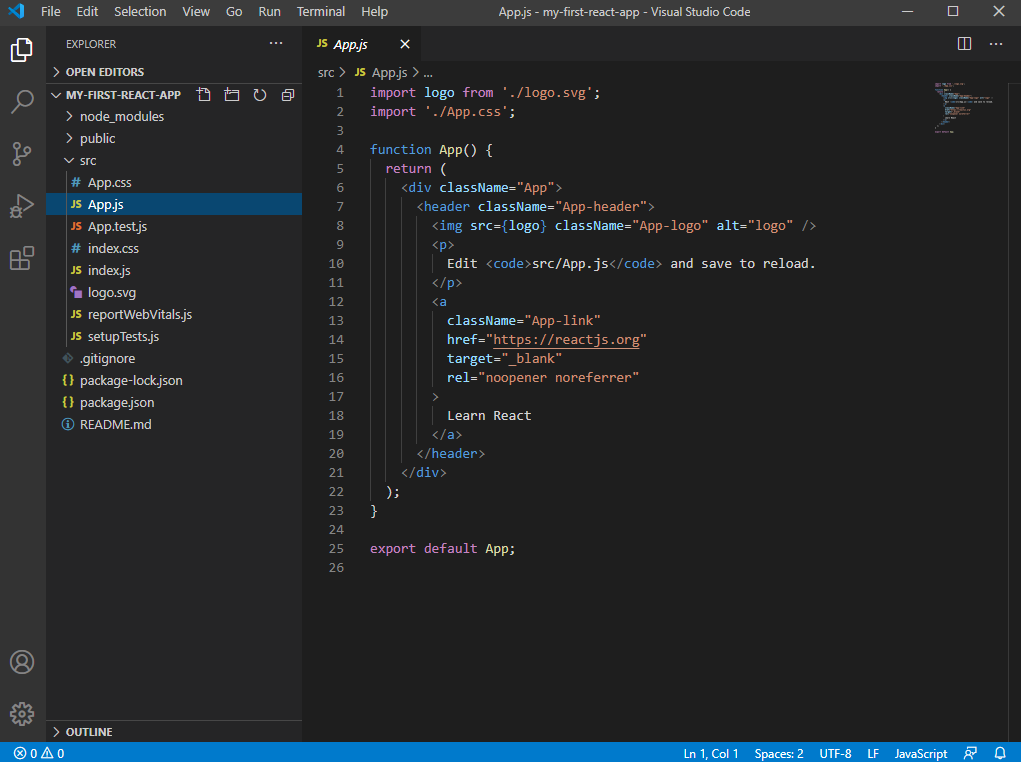 File Edit Selection View Go Run Terminal Help App.js - my-first-react-app - Visual Studio Code
EXPLORER
OPEN EDITORS
MY-FIRST-REACT-APP
node_modules
public
src
# App.css
JS App.js
JS App.test.js
# index.css
JS index.js
logo.svg
JS reportWebVitals.js
JS setupTests.js
.gitignore
{} package-lock.json
{} package.json
README.md
OUTLINE
JS App.js
src > JS App.js > ...
1 import logo from './logo.svg';
2 import './App.css';
3
4 function App() {
5 return (
6 <div className="App">
7 <header className="App-header">
8 <img src={logo} className="App-logo" alt="logo" />
9 <p>
10 Edit <code>src/App.js</code> and save to reload.
11 </p>
12 <a
13 className="App-link"
14 href="https://reactjs.org"
15 target="_blank"
16 rel="noopener noreferrer"
17 >
18 Learn React
19 </a>
20 </header>
21 </div>
22 );
23 }
24
25 export default App;
26
0 0 Ln 1, Col 1 Spaces: 2 UTF-8 LF JavaScript